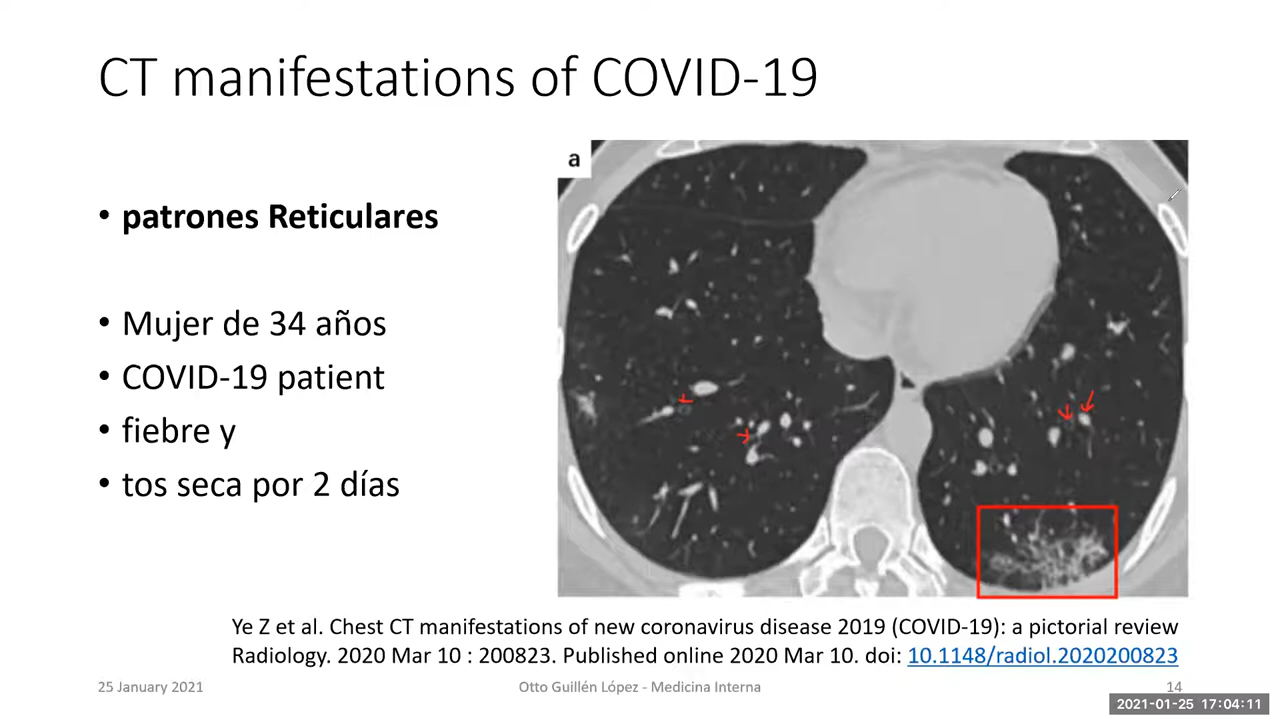 CT manifestations of COVID-19
• patrones Reticulares
• Mujer de 34 años
• COVID-19 patient
• fiebre y
• tos seca por 2 días
a
Ye Z et al. Chest CT manifestations of new coronavirus disease 2019 (COVID-19): a pictorial review
Radiology. 2020 Mar 10 : 200823. Published online 2020 Mar 10. doi: 10.1148/radiol.2020200823
25 January 2021
Otto Guillén López - Medicina Interna
14
2021-01-25 17:04:11